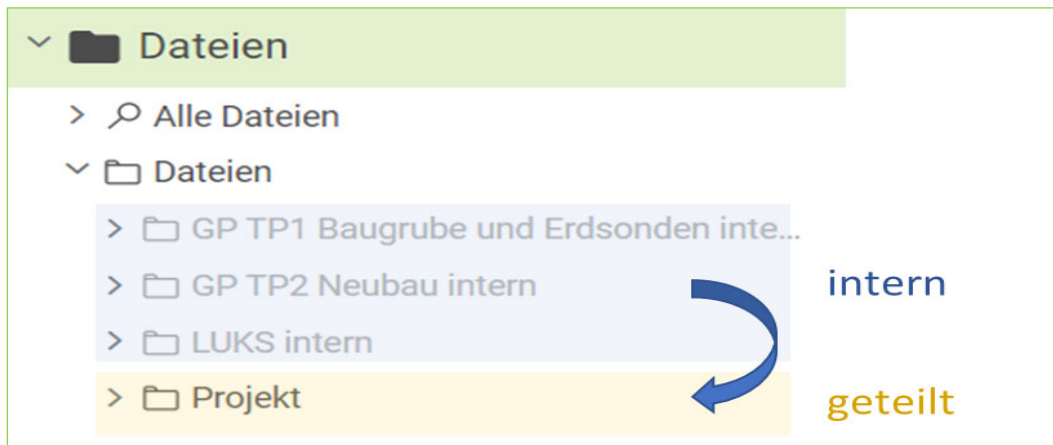 Dateien
Alle Dateien
Dateien
GP TP1 Baugrube und Erdsonden inte...
GP TP2 Neubau intern
intern
LUKS intern
Projekt
geteilt